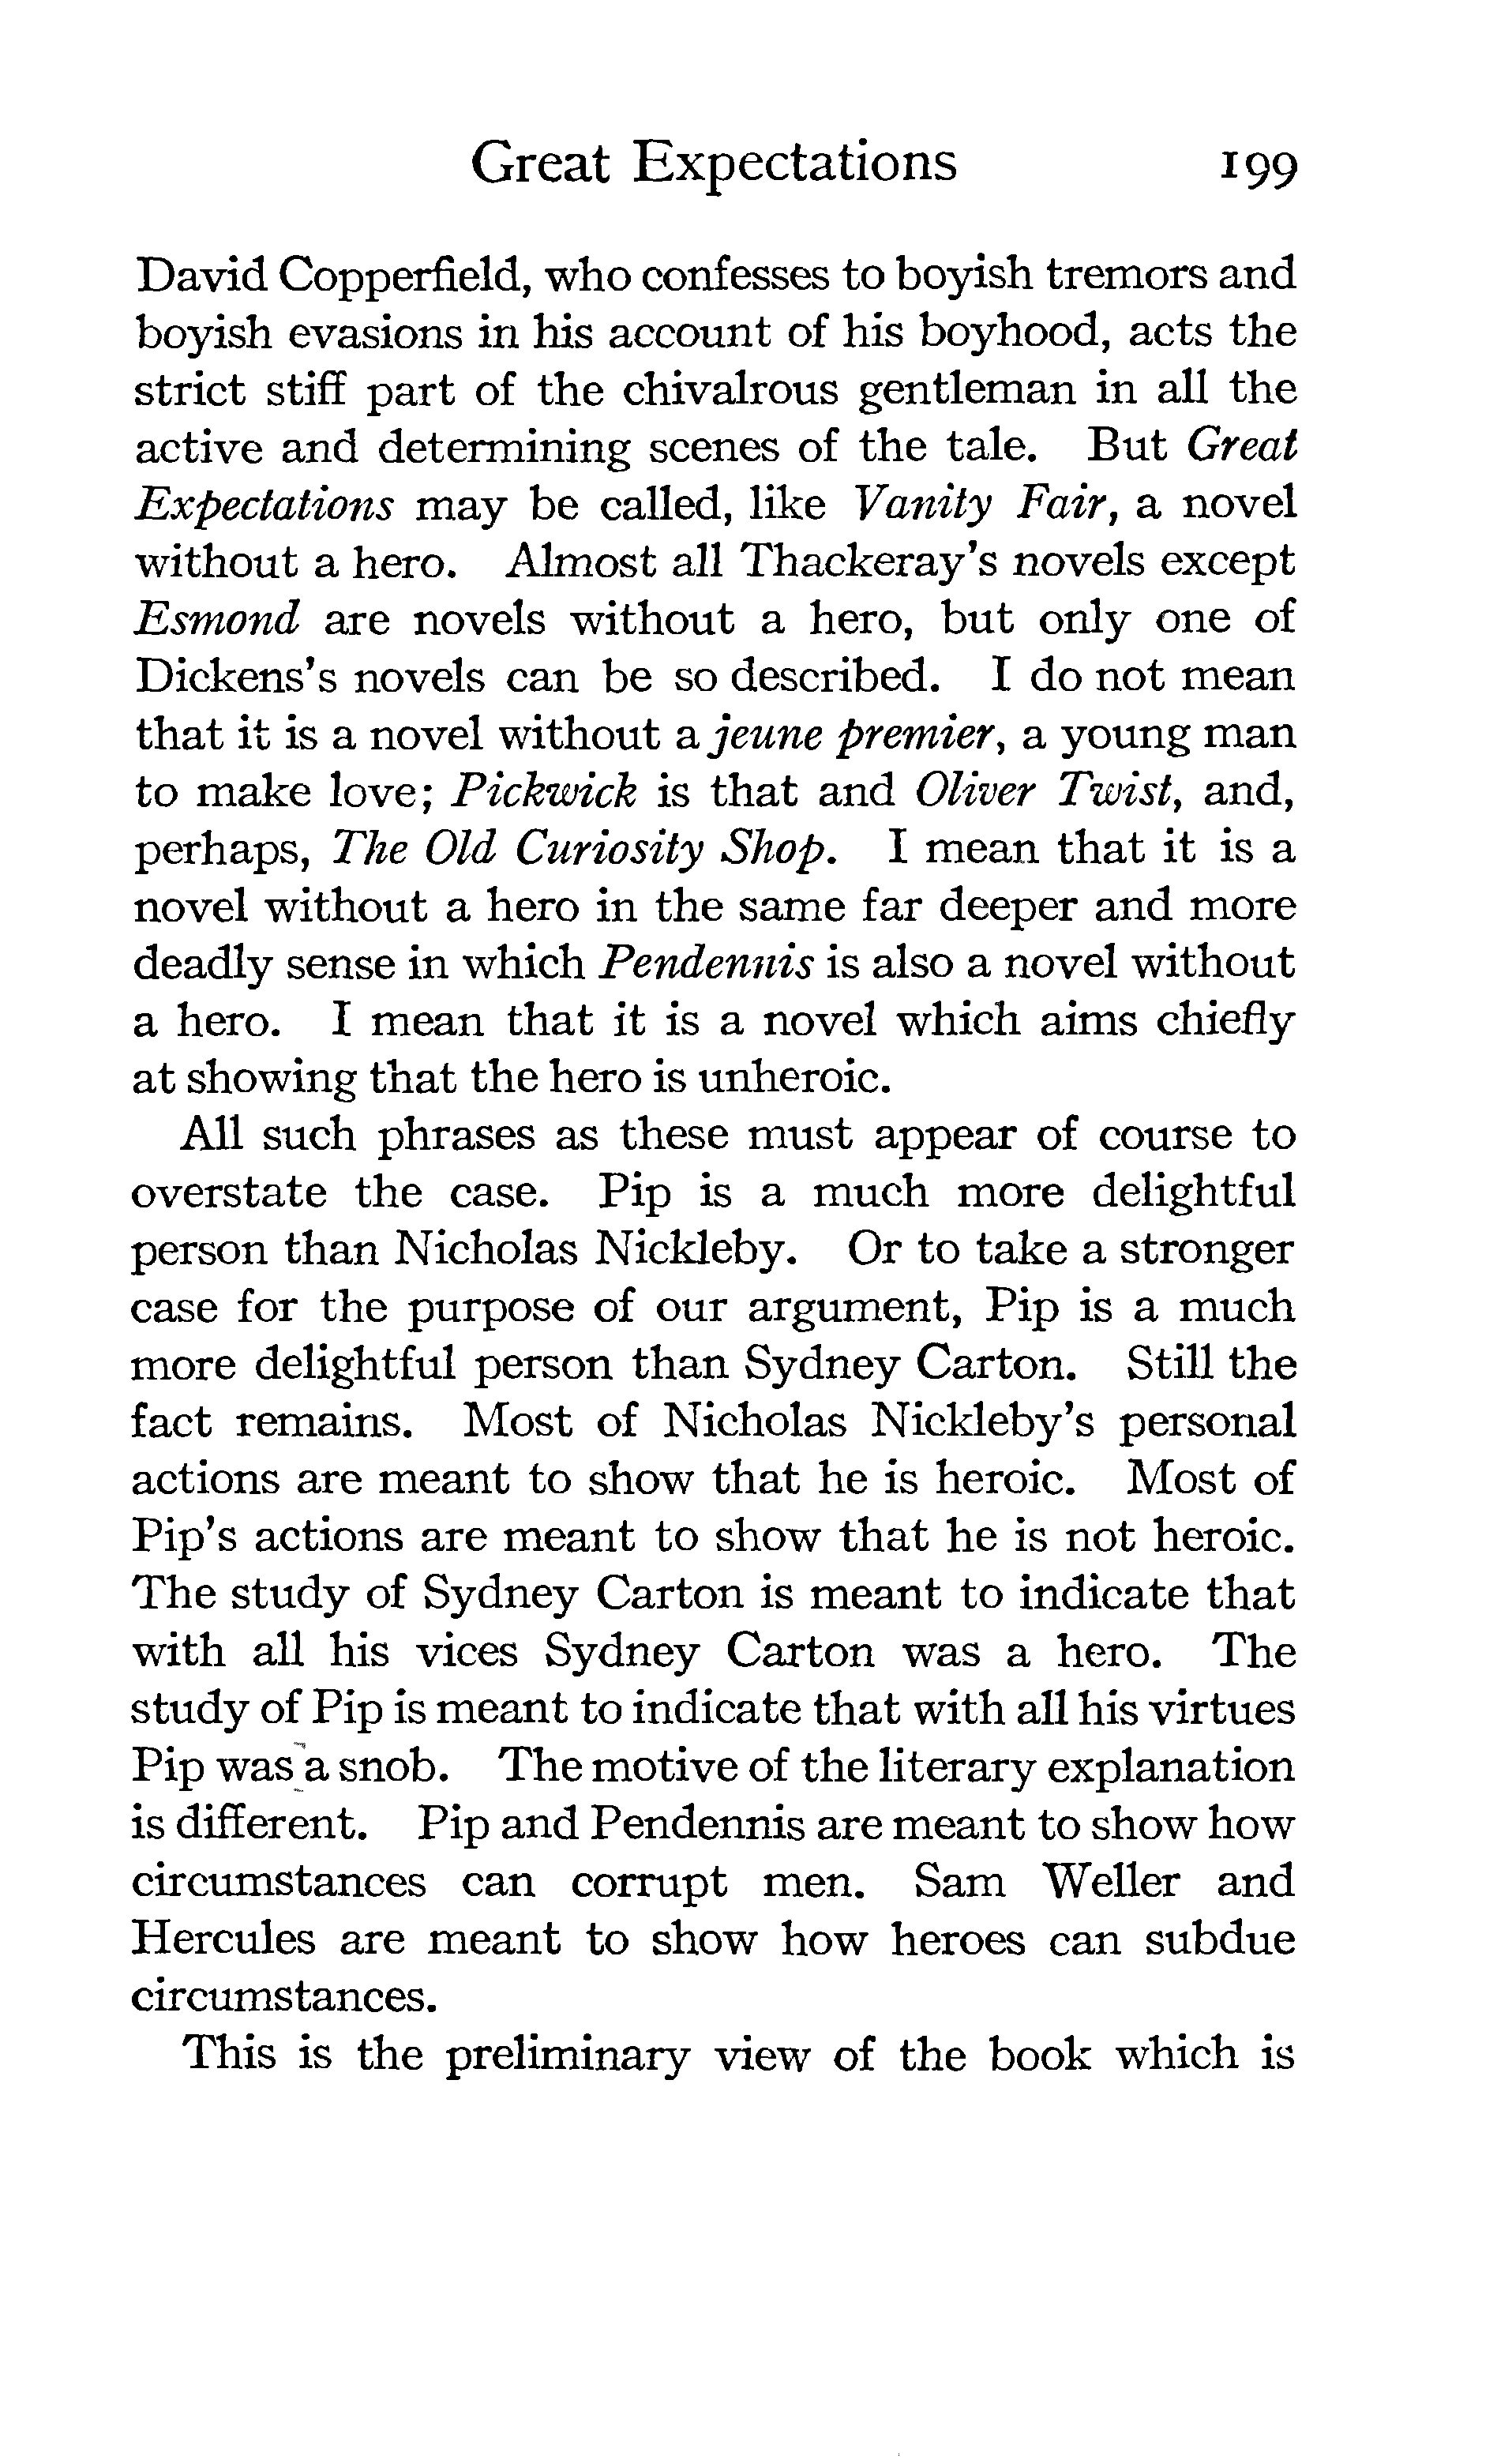 Great Expectations 199
David Copperfield, who confesses to boyish tremors and
boyish evasions in his account of his boyhood, acts the
strict stiff part of the chivalrous gentleman in all the
active and determining scenes of the tale. But Great
Expectations may be called, like Vanity Fair, a novel
without a hero. Almost all Thackeray's novels except
Esmond are novels without a hero, but only one of
Dickens's novels can be so described. I do not mean
that it is a novel without a jeune premier, a young man
to make love; Pickwick is that and Oliver Twist, and,
perhaps, The Old Curiosity Shop. I mean that it is a
novel without a hero in the same far deeper and more
deadly sense in which Pendennis is also a novel without
a hero. I mean that it is a novel which aims chiefly
at showing that the hero is unheroic.
All such phrases as these must appear of course to
overstate the case. Pip is a much more delightful
person than Nicholas Nickleby. Or to take a stronger
case for the purpose of our argument, Pip is a much
more delightful person than Sydney Carton. Still the
fact remains. Most of Nicholas Nickleby's personal
actions are meant to show that he is heroic. Most of
Pip's actions are meant to show that he is not heroic.
The study of Sydney Carton is meant to indicate that
with all his vices Sydney Carton was a hero. The
study of Pip is meant to indicate that with all his virtues
Pip was a snob. The motive of the literary explanation
is different. Pip and Pendennis are meant to show how
circumstances can corrupt men. Sam Weller and
Hercules are meant to show how heroes can subdue
circumstances.
This is the preliminary view of the book which is